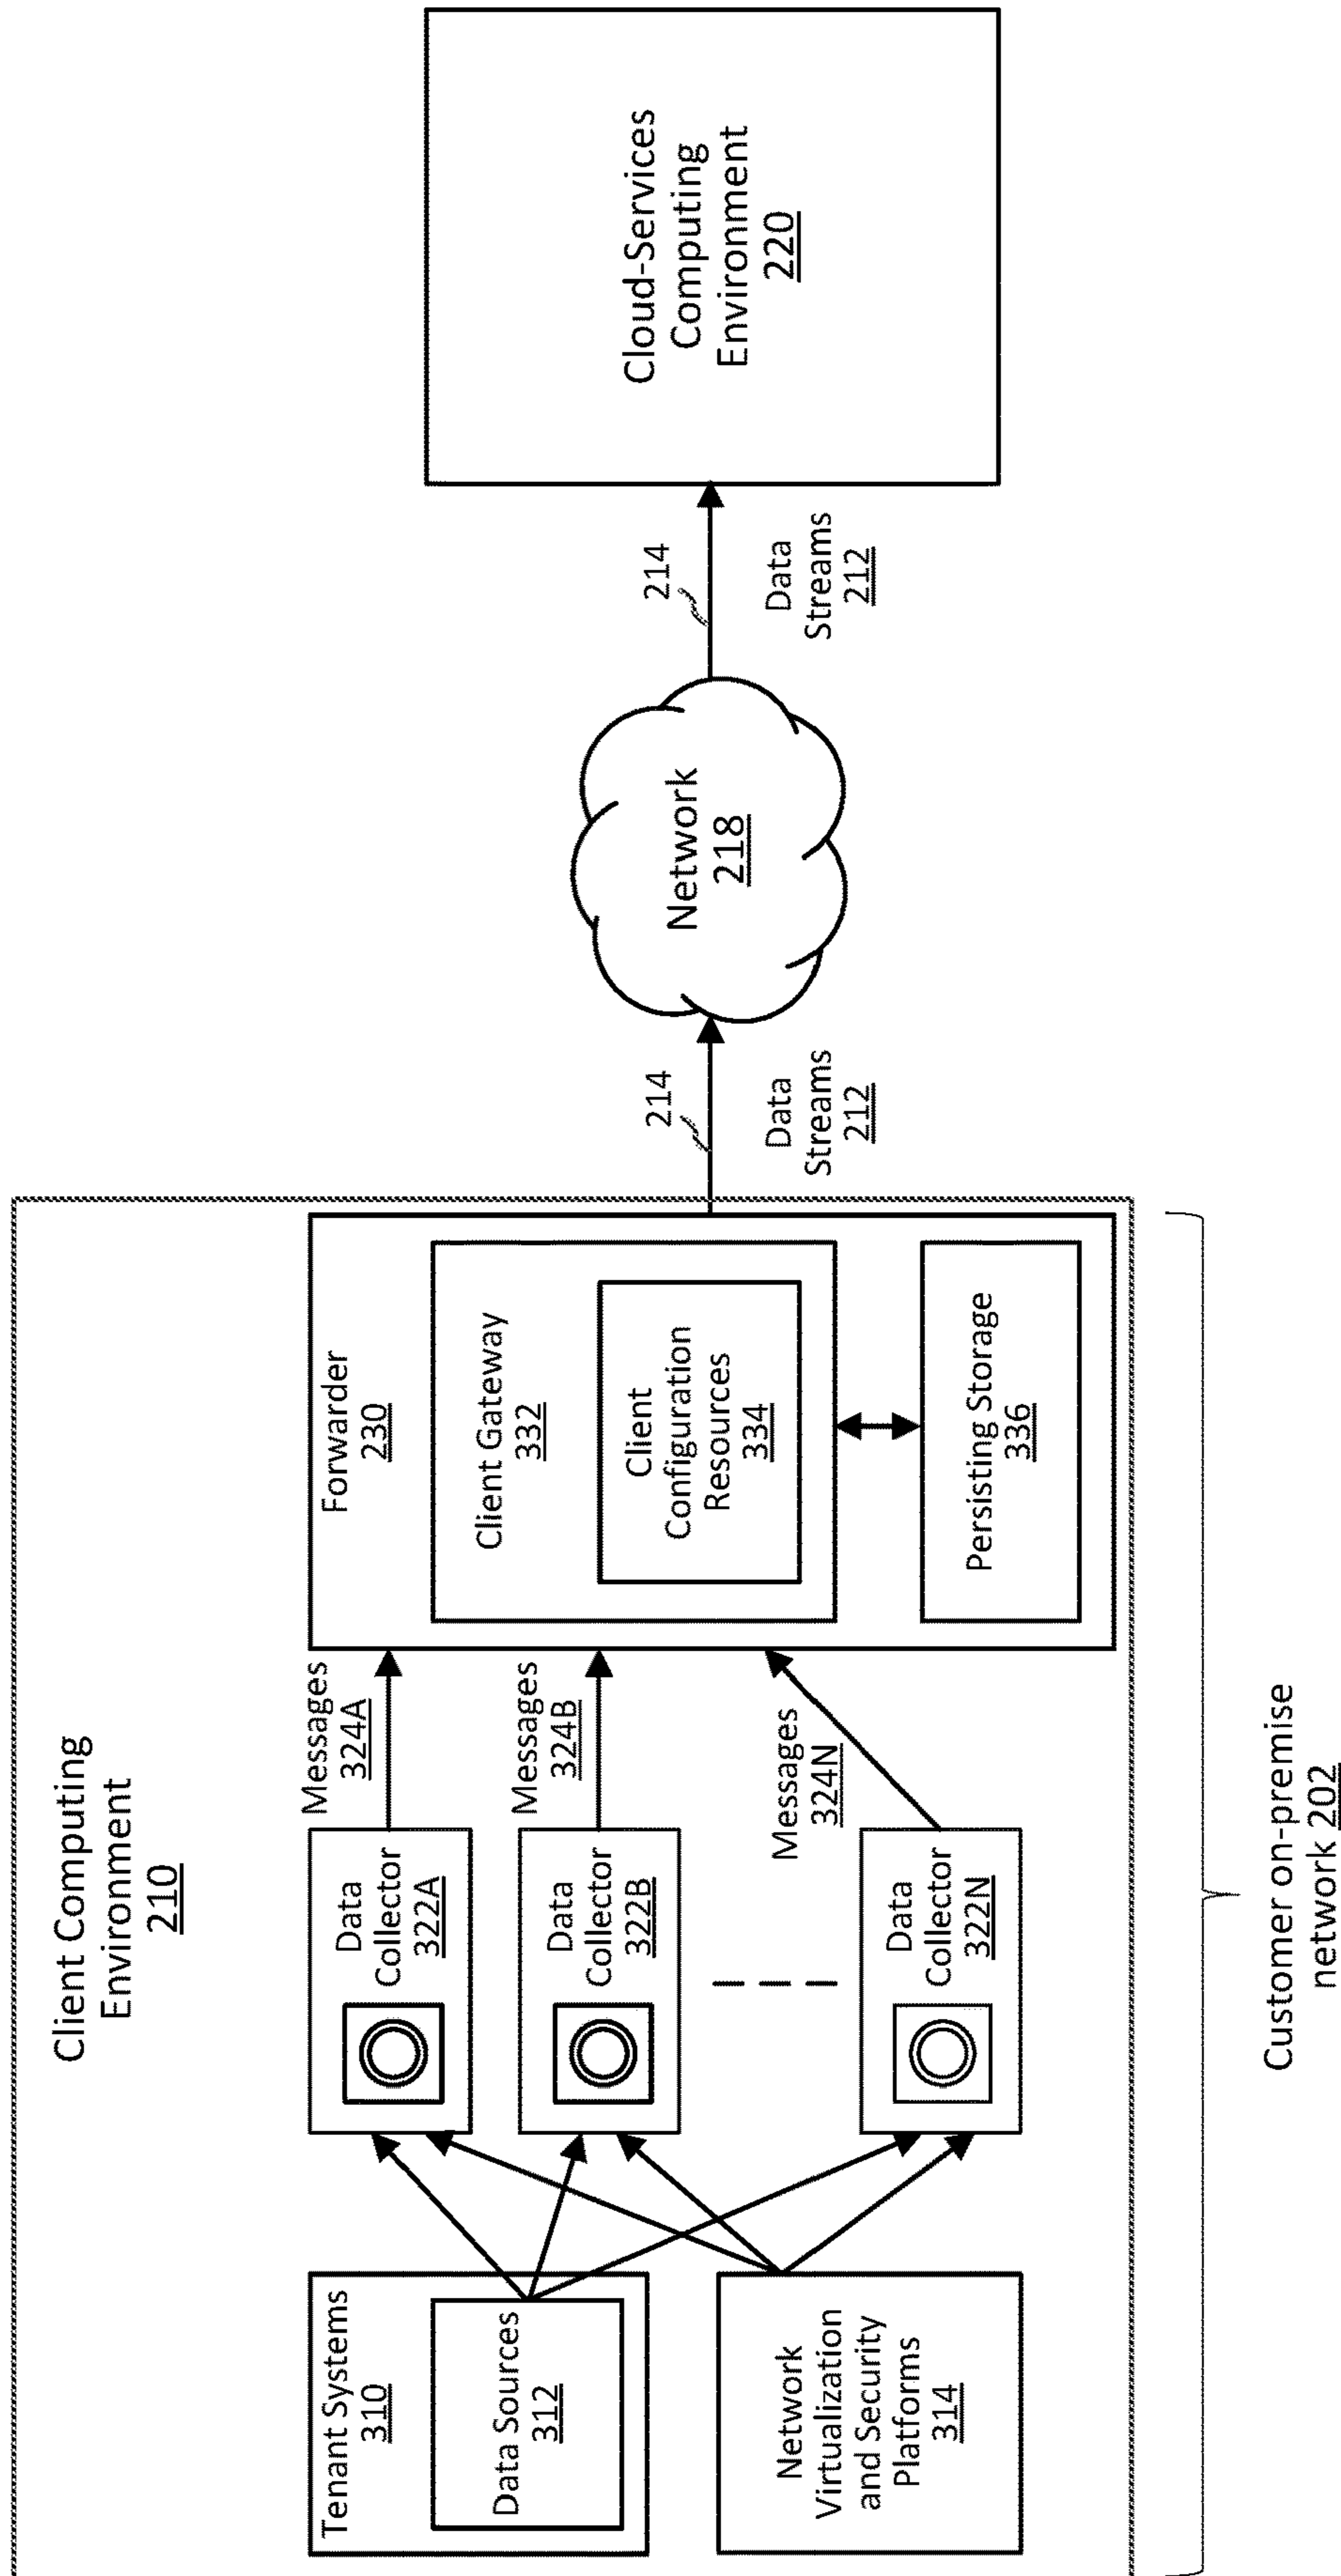 Client Computing
Environment
210
Tenant Systems
310
Data Sources
312
Network
Virtualization
and Security
Platforms
314
Data
Collector
322A
Data
Collector
322B
Data
Collector
322N
Messages
324A
Messages
324B
Messages
324N
Forwarder
230
Client Gateway
332
Client
Configuration
Resources
334
Persisting Storage
336
214
Data
Streams
212
Network
218
214
Data
Streams
212
Cloud-Services
Computing
Environment
220
Customer on-premise
network 202